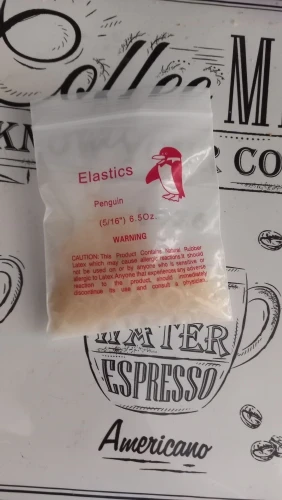 Coffee
Elastics
Penguin
(5/16") 6.5Oz.
WARNING
CAUTION: This Product Contains Natural Rubber
Latex which may cause allergic reactions.It should
not be used on or by anyone who is sensitive or
allergic to Latex.Anyone that experiences any adverse
reaction to the product, should immediately
discontinue its use and consult a physician.
WATER
ESPRESSO
Americano